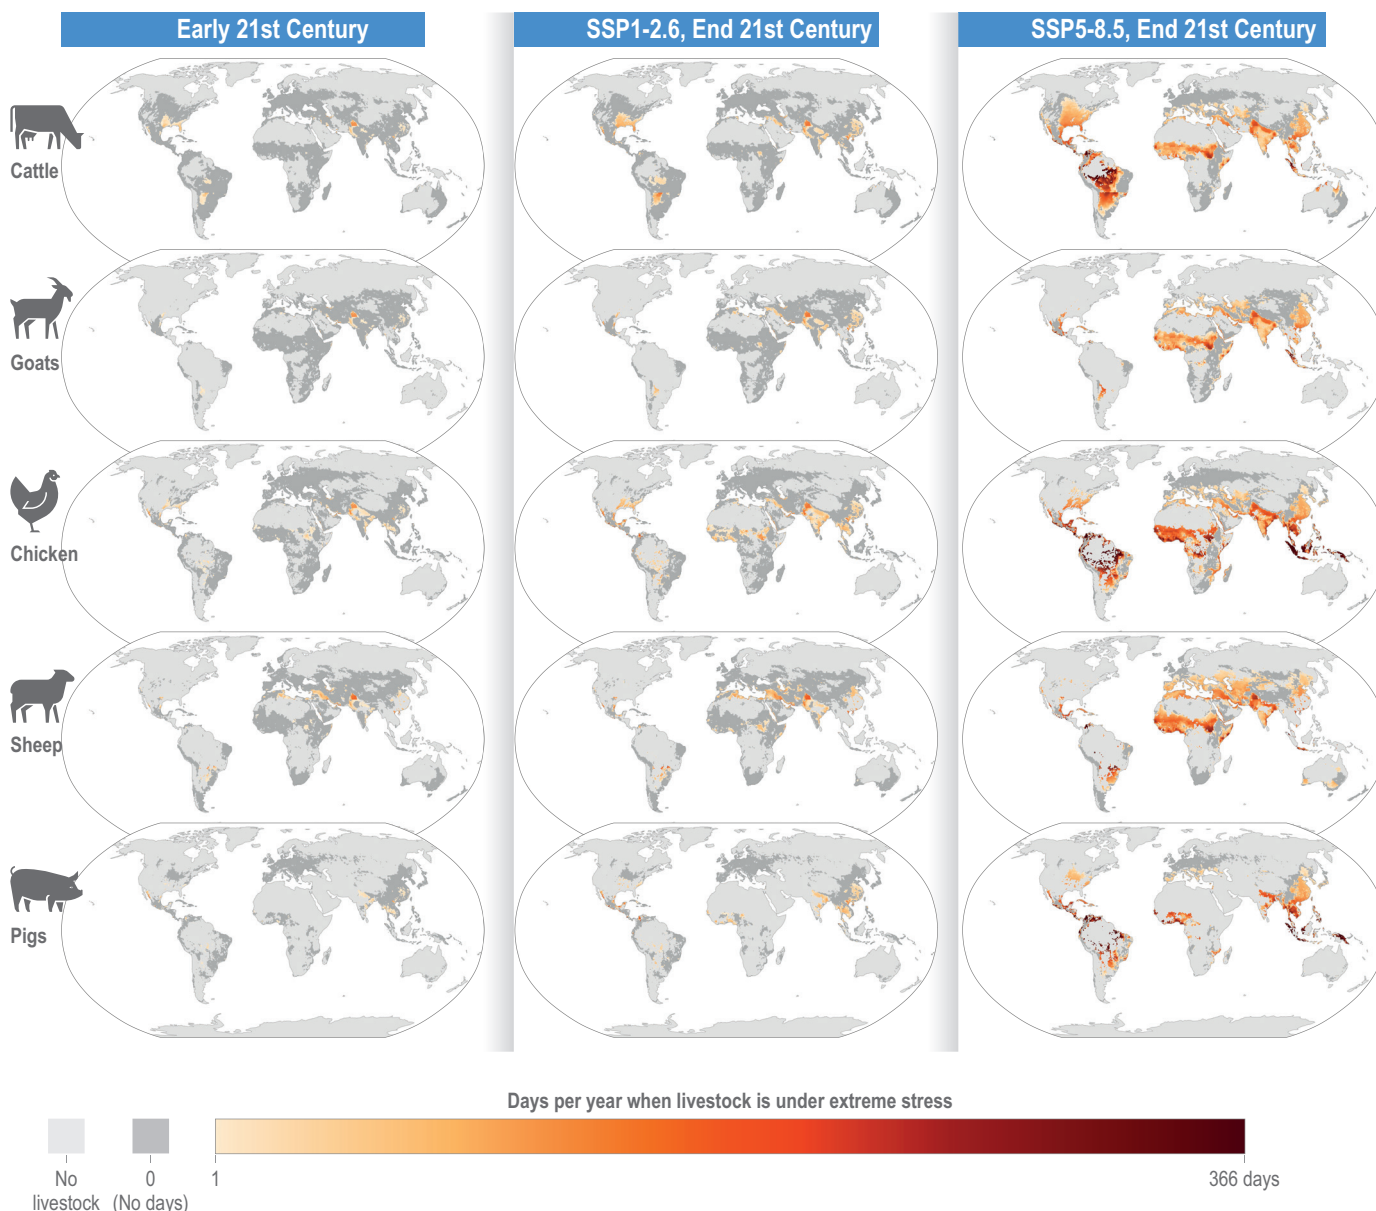 Early 21st Century
SSP1-2.6, End 21st Century
SSP5-8.5, End 21st Century
Cattle
Goats
Chicken
Sheep
Pigs
Days per year when livestock is under extreme stress
No
livestock
0
(No days)
1
366 days